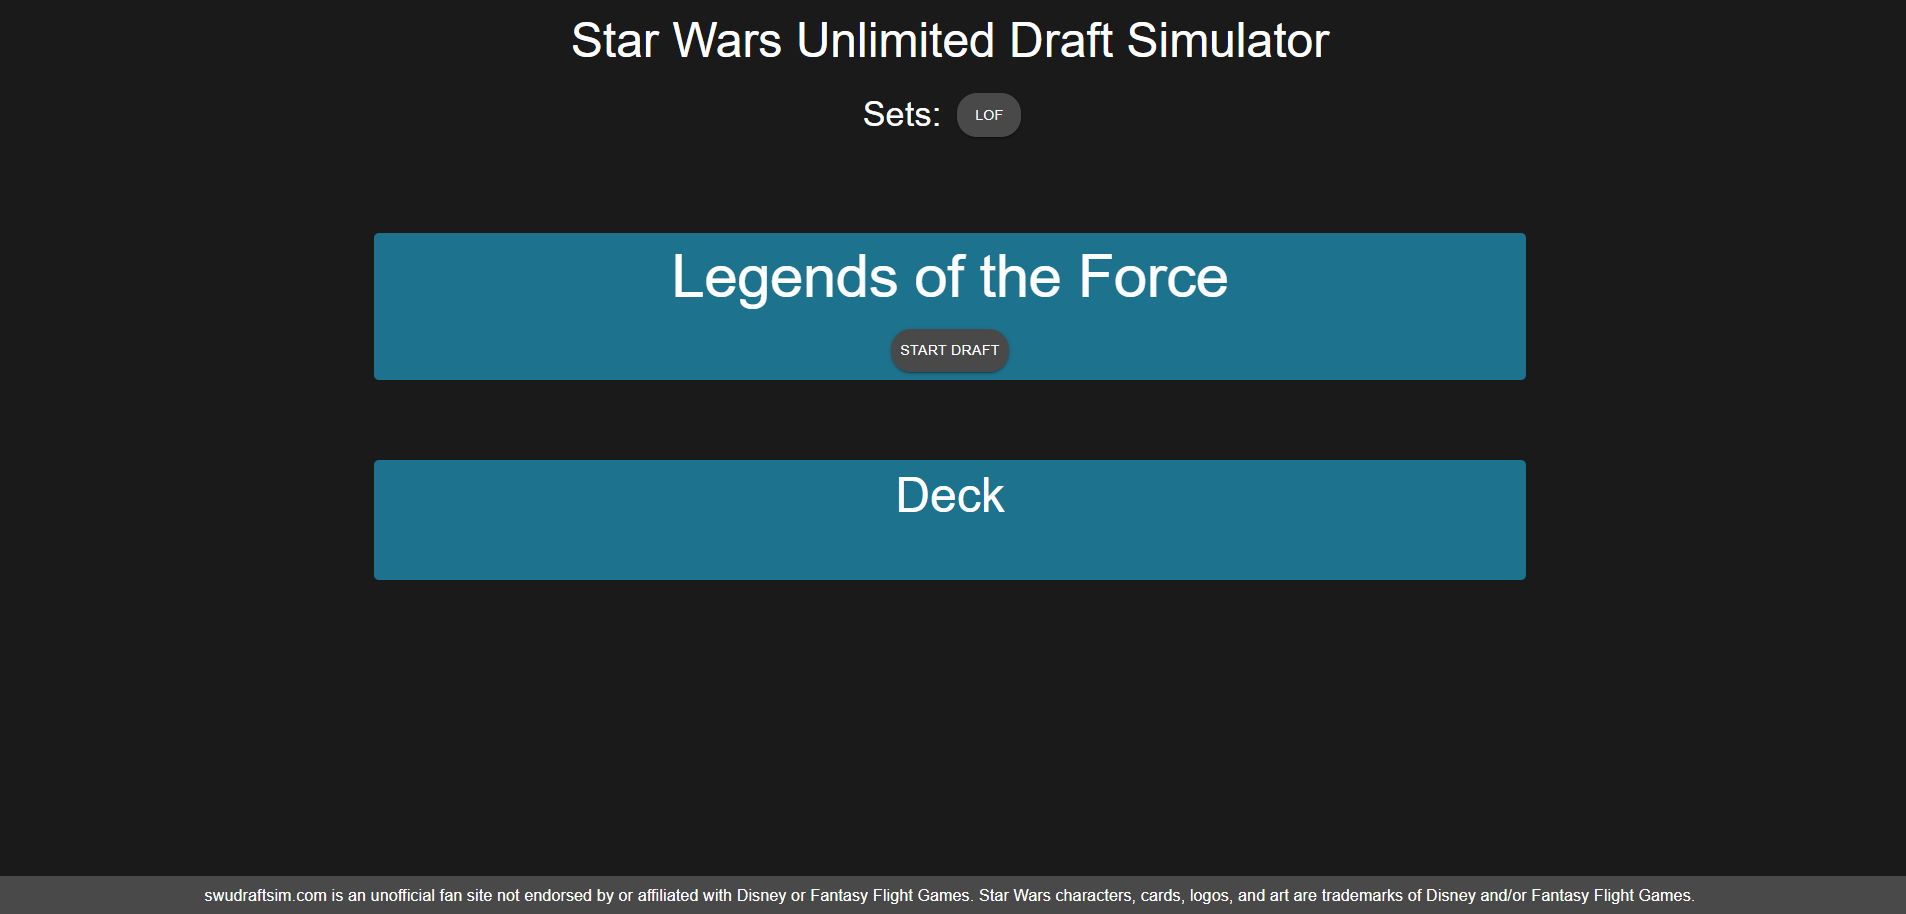 Star Wars Unlimited Draft Simulator
Sets: LOF
Legends of the Force
START DRAFT
Deck
swudraftsim.com is an unofficial fan site not endorsed by or affiliated with Disney or Fantasy Flight Games. Star Wars characters, cards, logos, and art are trademarks of Disney and/or Fantasy Flight Games.